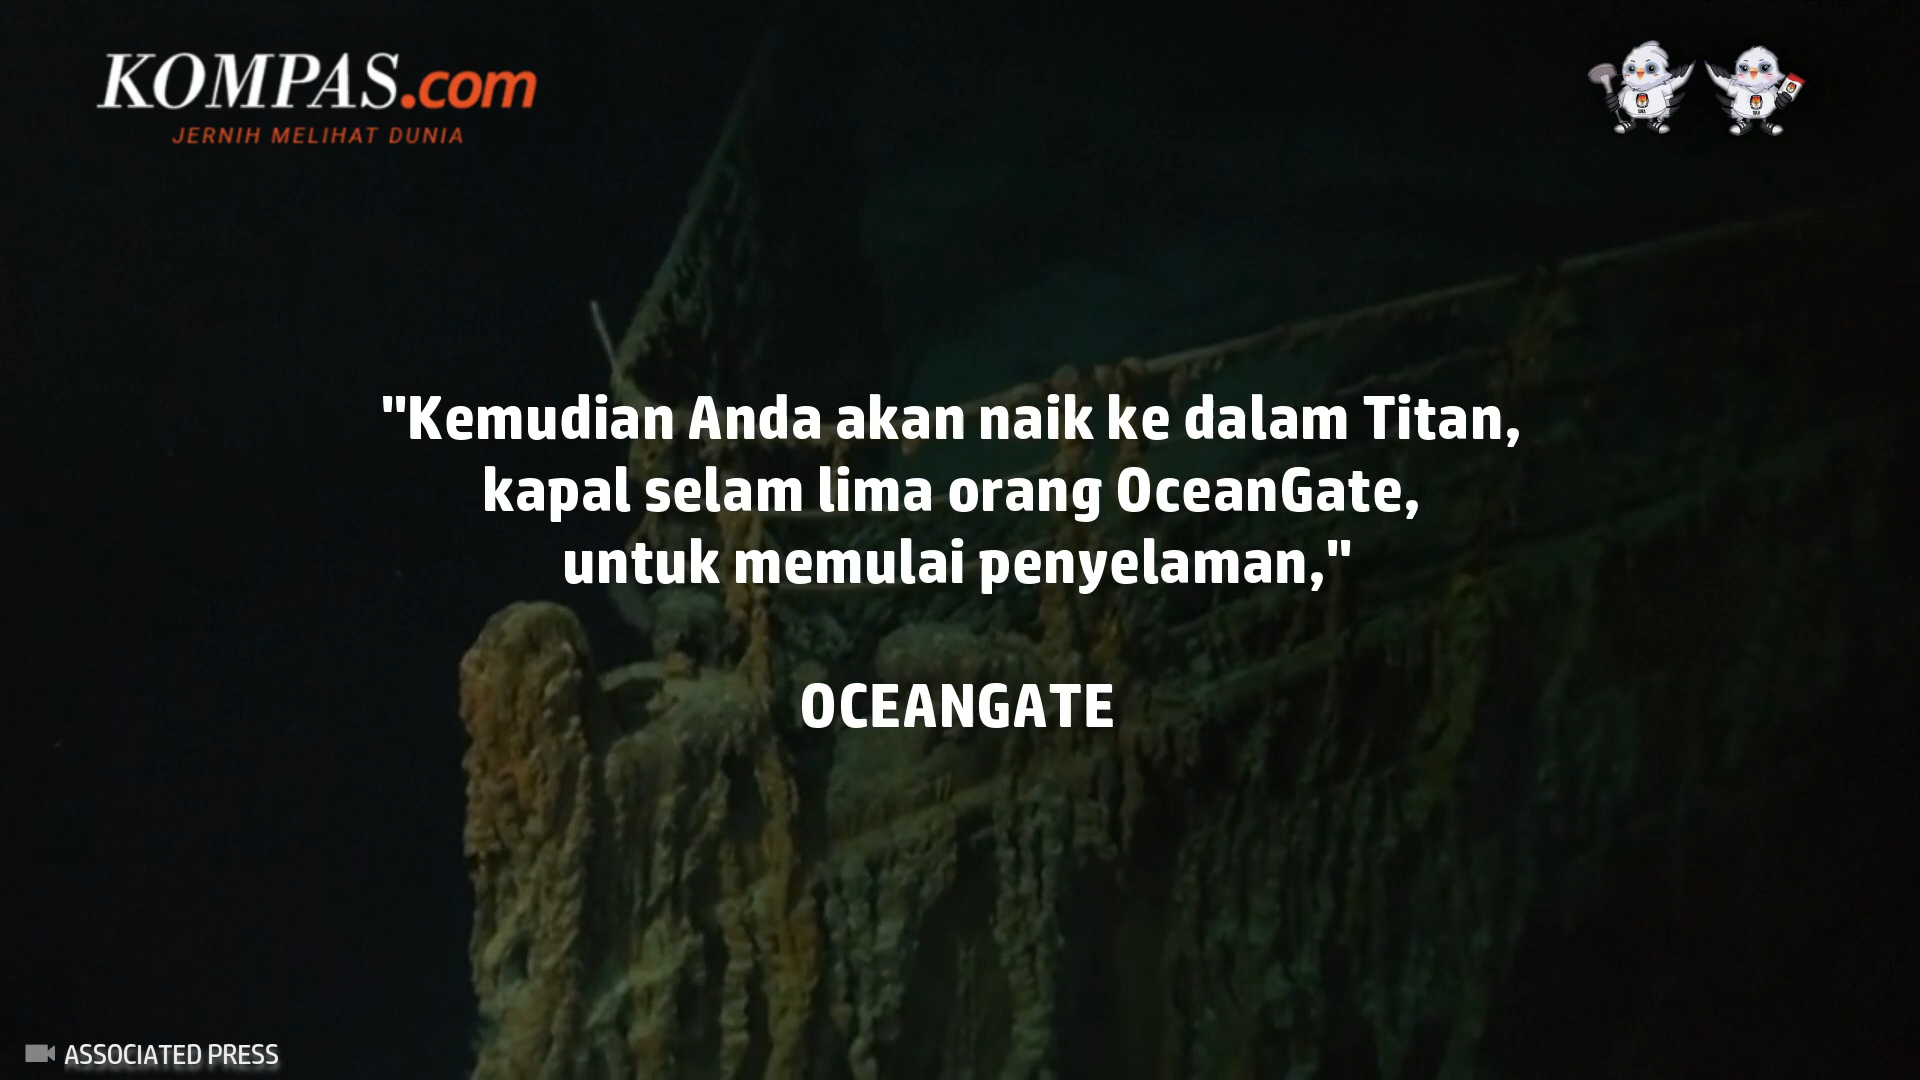 KOMPAS.com
JERNIH MELIHAT DUNIA
"Kemudian Anda akan naik ke dalam Titan,
kapal selam lima orang OceanGate,
untuk memulai penyelaman,"
OCEANGATE
ASSOCIATED PRESS